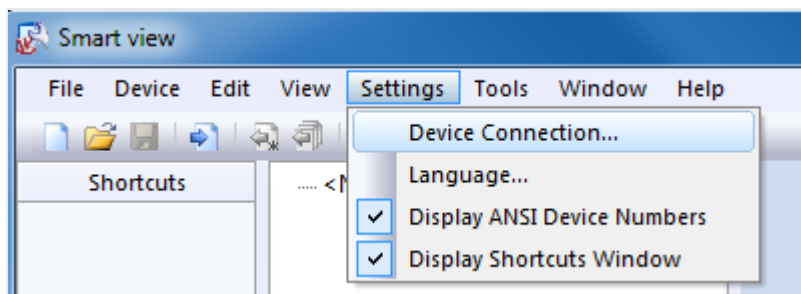 Smart view
File Device Edit View Settings Tools Window Help
Device Connection...
Shortcuts
Language...
Display ANSI Device Numbers
Display Shortcuts Window